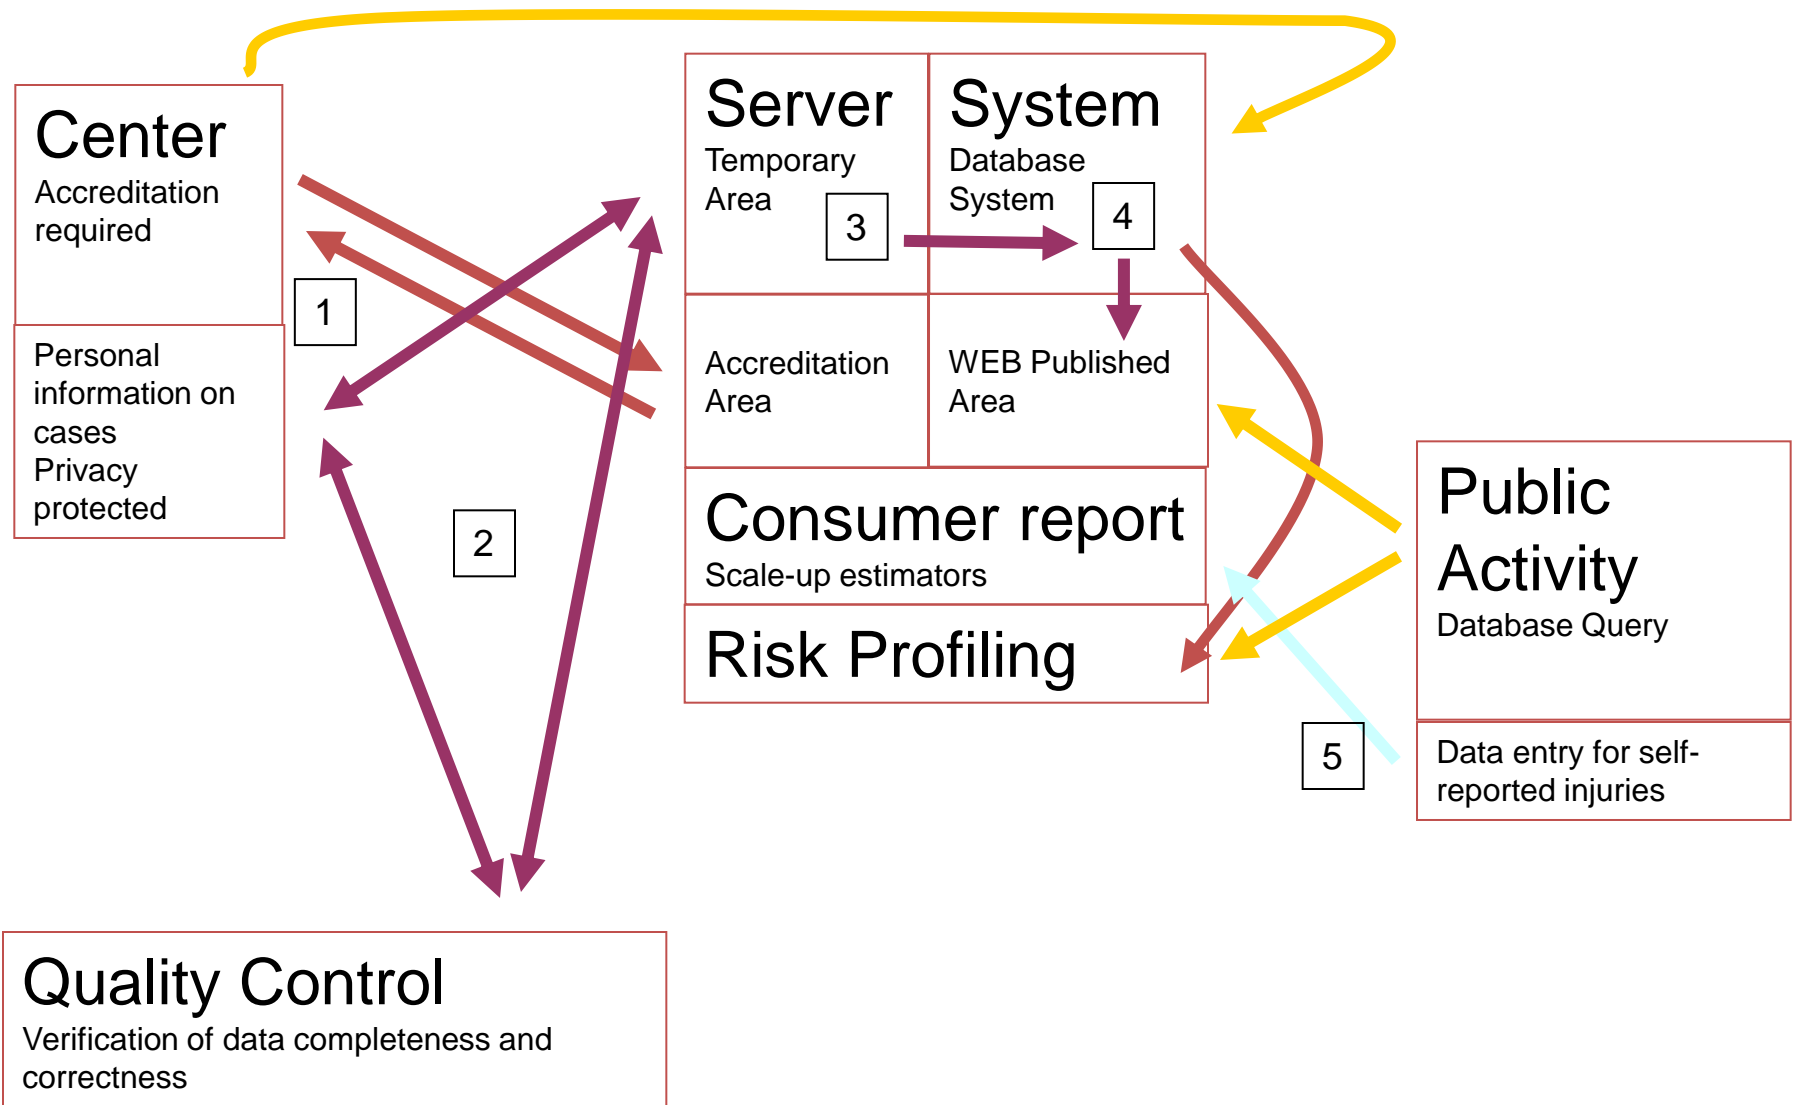 Center
Accreditation
required
Personal
information on
cases
Privacy
protected
1
2
Server
Temporary
Area
3
System
Database
System
4
Accreditation
Area
WEB Published
Area
Consumer report
Scale-up estimators
Risk Profiling
Public
Activity
Database Query
5
Data entry for self-
reported injuries
Quality Control
Verification of data completeness and
correctness